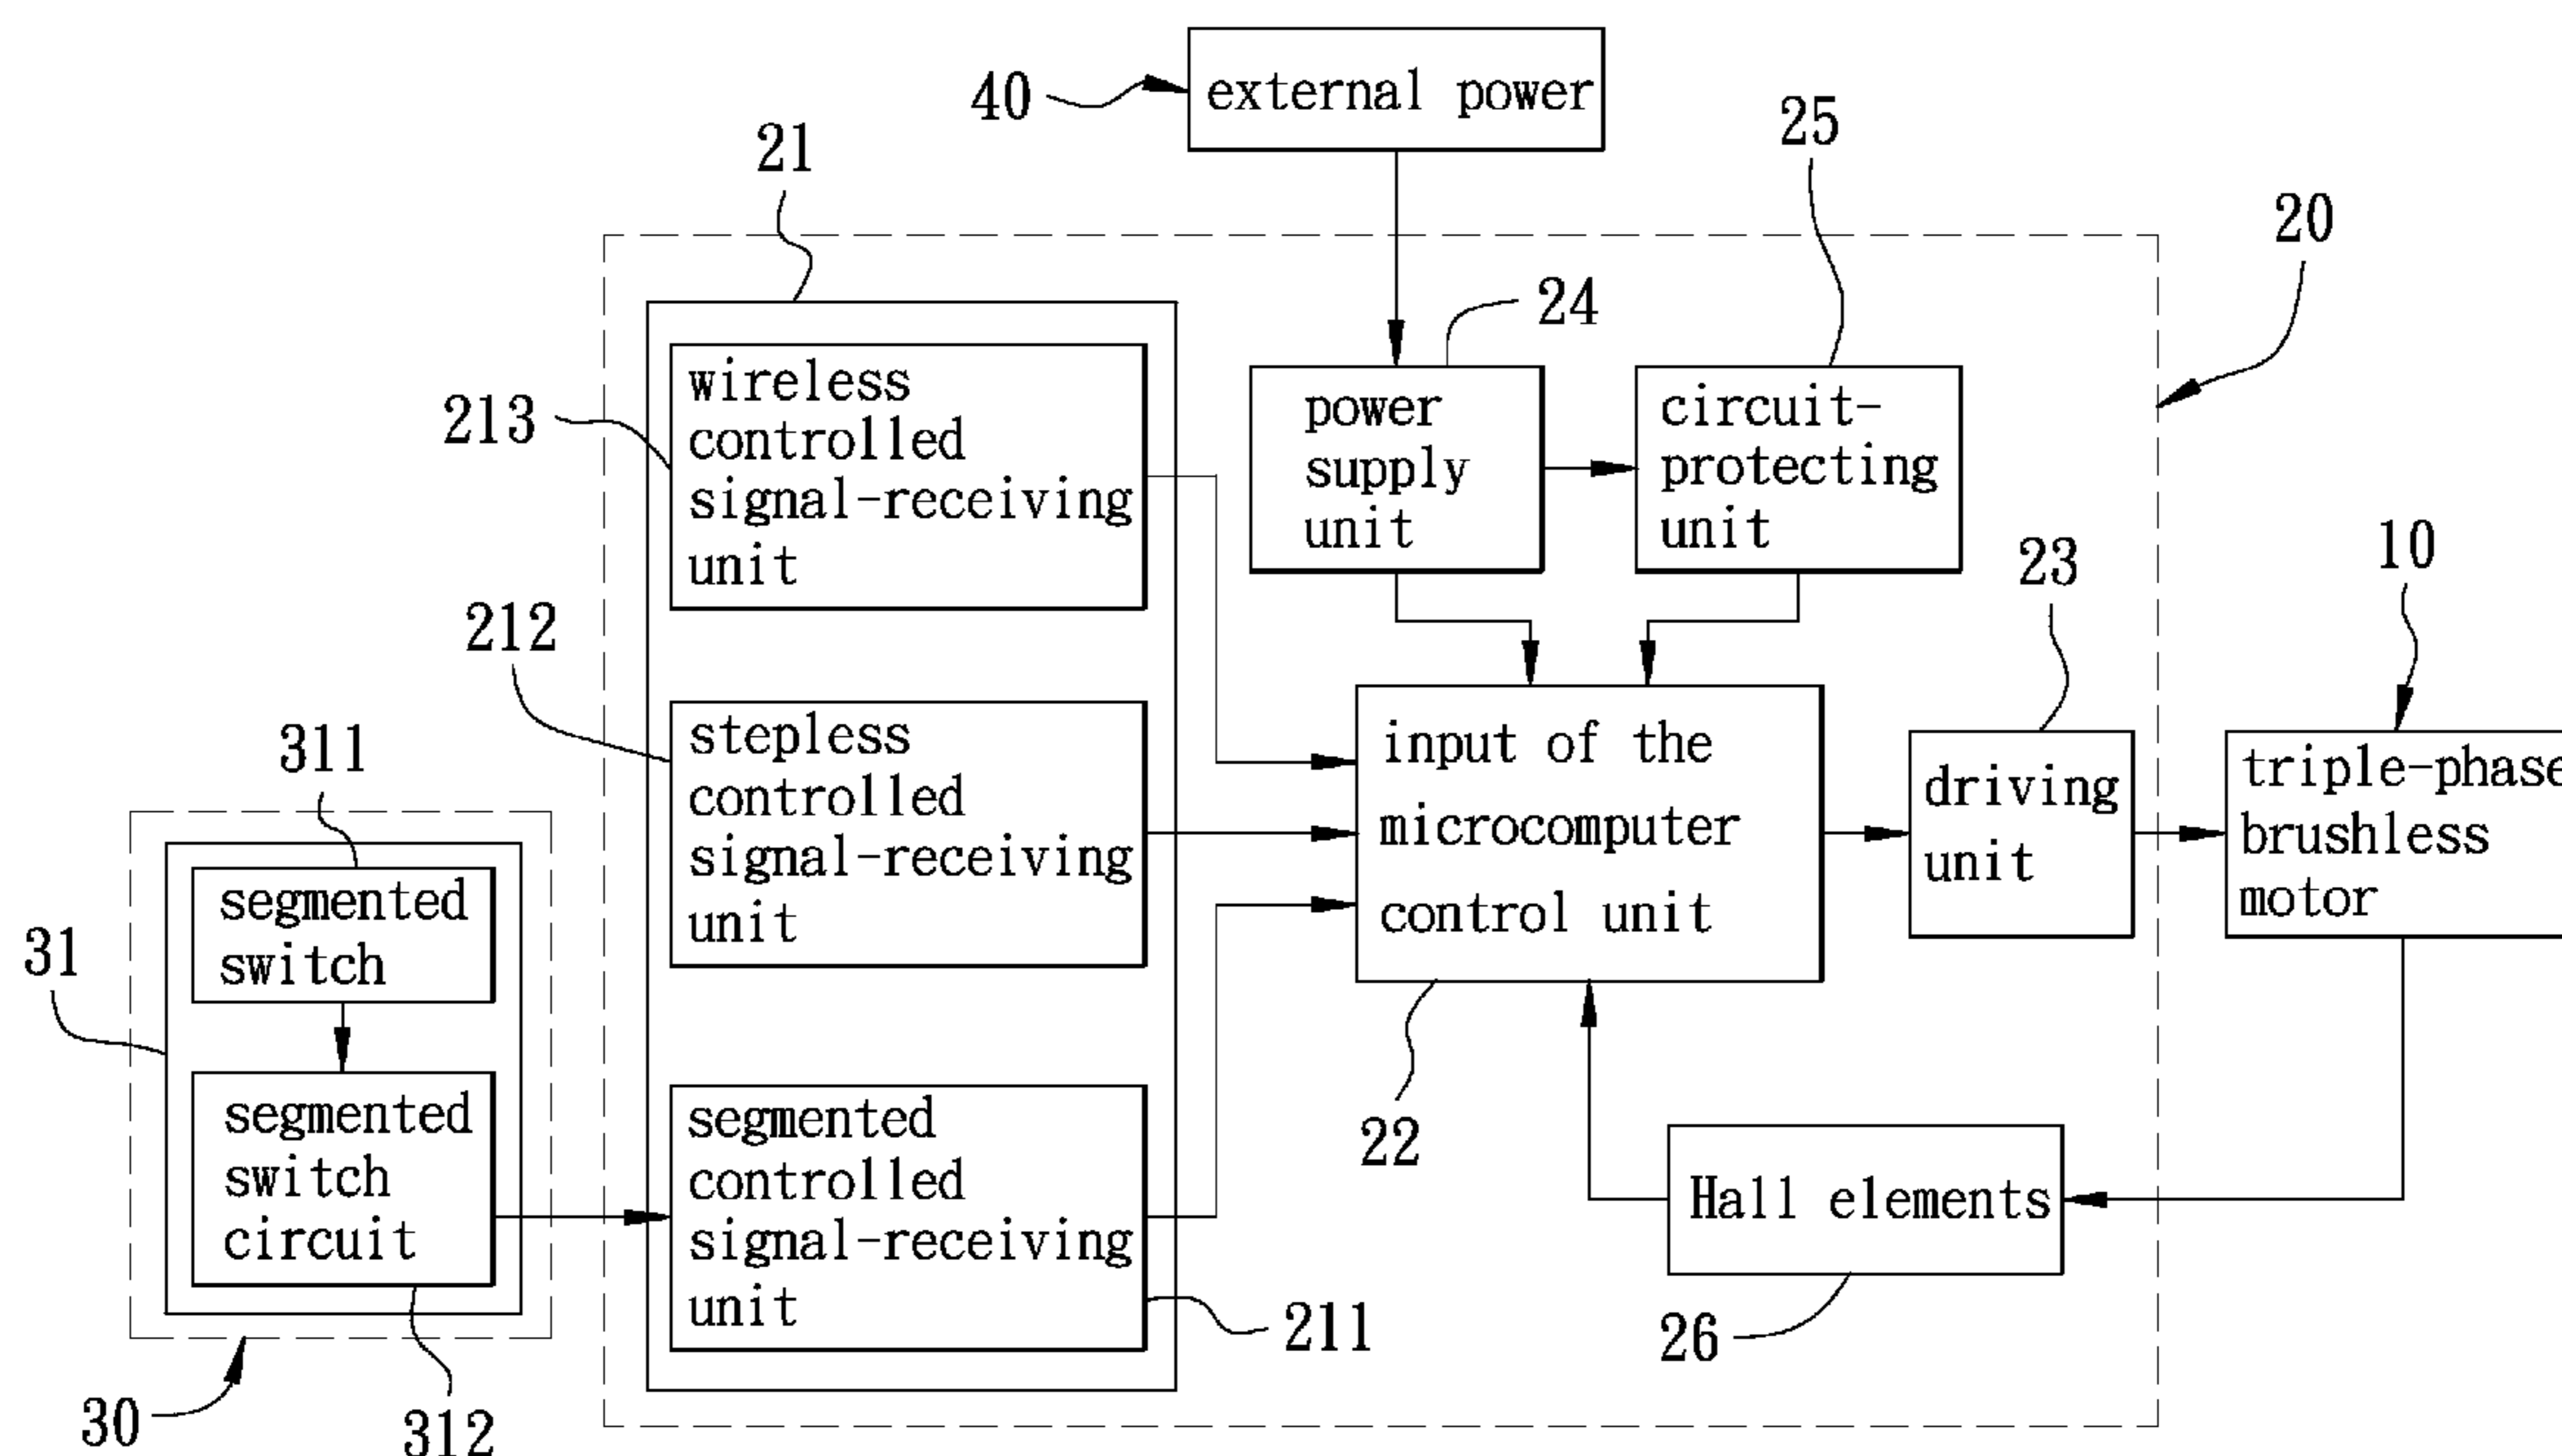 40
external power
21
25
20
24
wireless
controlled
signal-receiving
unit
213
power
supply
unit
circuit-
protecting
unit
10
23
212
stepless
controlled
signal-receiving
unit
input of the
microcomputer
control unit
driving
unit
triple-phase
brushless
motor
311
segmented
switch
31
segmented
switch
circuit
segmented
controlled
signal-receiving
unit
22
Hall elements
211
26
30
312